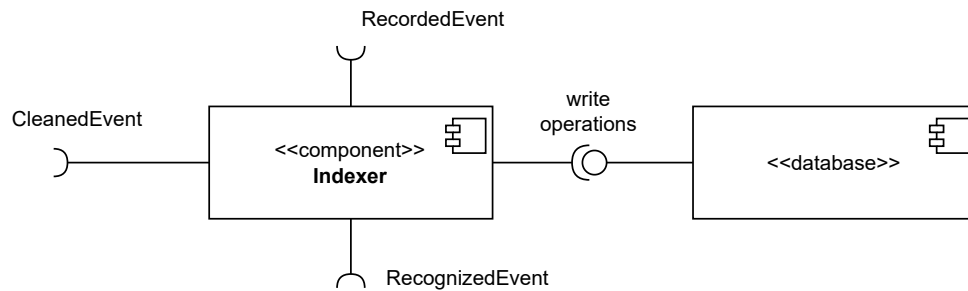 RecordedEvent
CleanedEvent
<<component>>
Indexer
write
operations
<<database>>
RecognizedEvent